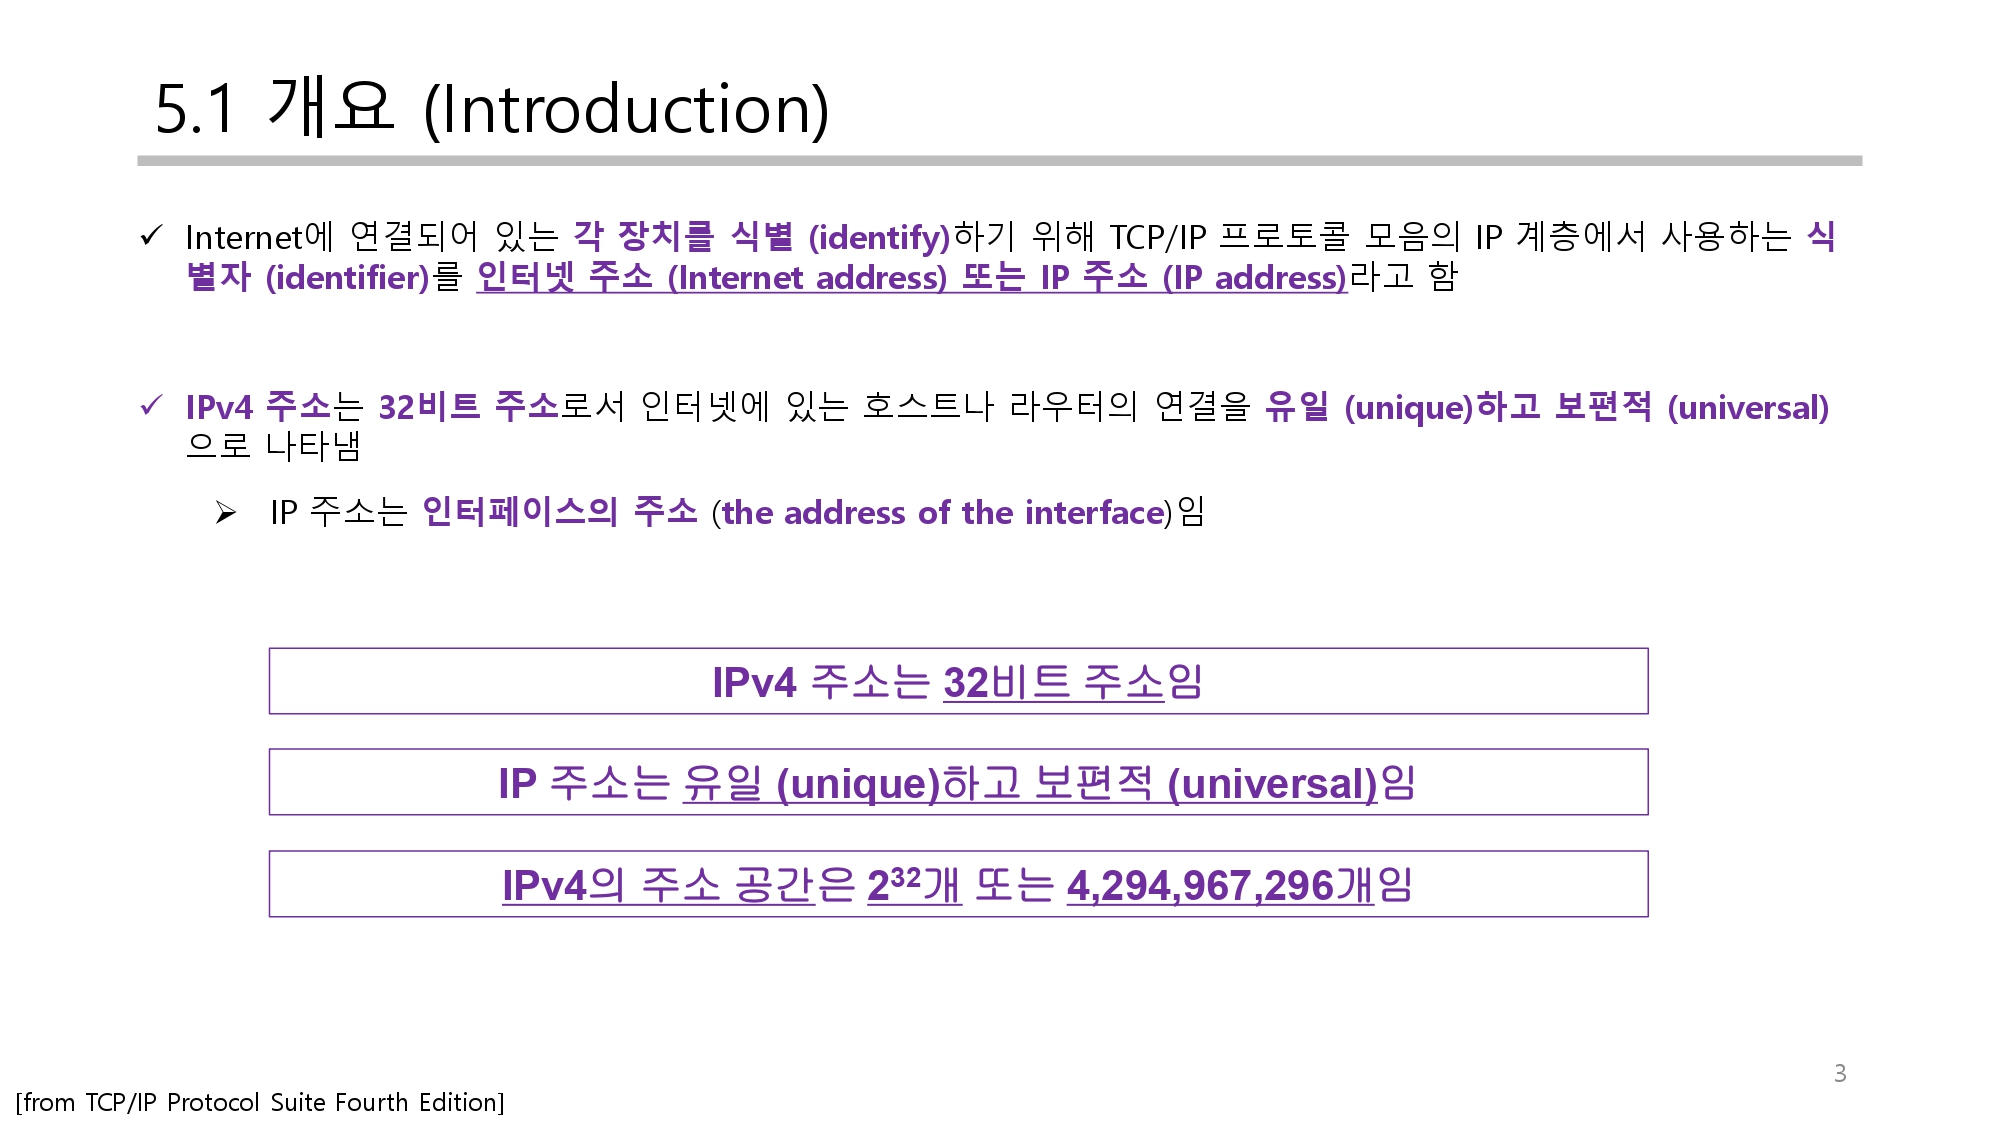 5.1 개요 (Introduction)
✓ Internet에 연결되어 있는 각 장치를 식별 (identify)하기 위해 TCP/IP 프로토콜 모음의 IP 계층에서 사용하는 식
별자 (identifier)를 인터넷 주소 (Internet address) 또는 IP 주소 (IP address)라고 함
✓ IPv4 주소는 32비트 주소로서 인터넷에 있는 호스트나 라우터의 연결을 유일 (unique)하고 보편적 (universal)
으로 나타냄
➢ IP 주소는 인터페이스의 주소 (the address of the interface)임
IPv4 주소는 32비트 주소임
IP 주소는 유일 (unique)하고 보편적 (universal)임
IPv4의 주소 공간은 2³²개 또는 4,294,967,296개임
3
[from TCP/IP Protocol Suite Fourth Edition]